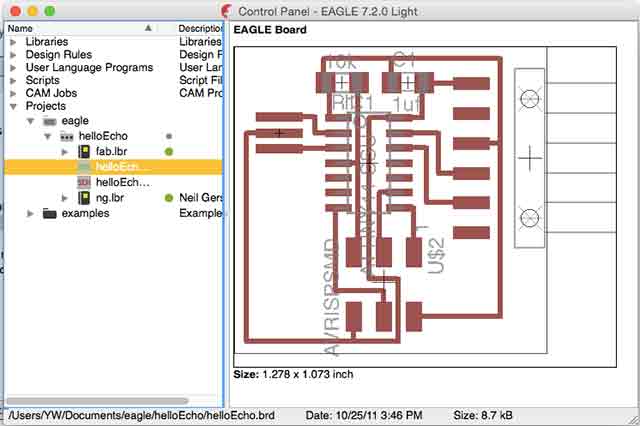 Control Panel - EAGLE 7.2.0 Light
Name
Description
Libraries
Libraries
Design Rules
Design Ru
User Language Programs
User Lan
Scripts
Script Fil
CAM Jobs
CAM Pro
Projects
eagle
helloEcho
fab.lbr
helloEch...
helloEch...
ng.lbr
Neil Gers
examples
Example
EAGLE Board
10k
C1
1uf
U$2
AVRISPSMD
Size: 1.278 x 1.073 inch
/Users/YW/Documents/eagle/helloEcho/helloEcho.brd
Date: 10/25/11 3:46 PM
Size: 8.7 kB